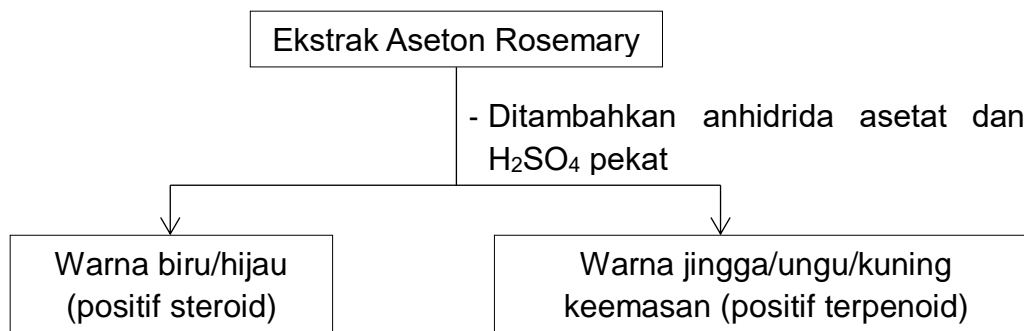 Ekstrak Aseton Rosemary
- Ditambahkan anhidrida asetat dan
H₂SO₄ pekat
Warna biru/hijau
(positif steroid)
Warna jingga/ungu/kuning
keemasan (positif terpenoid)